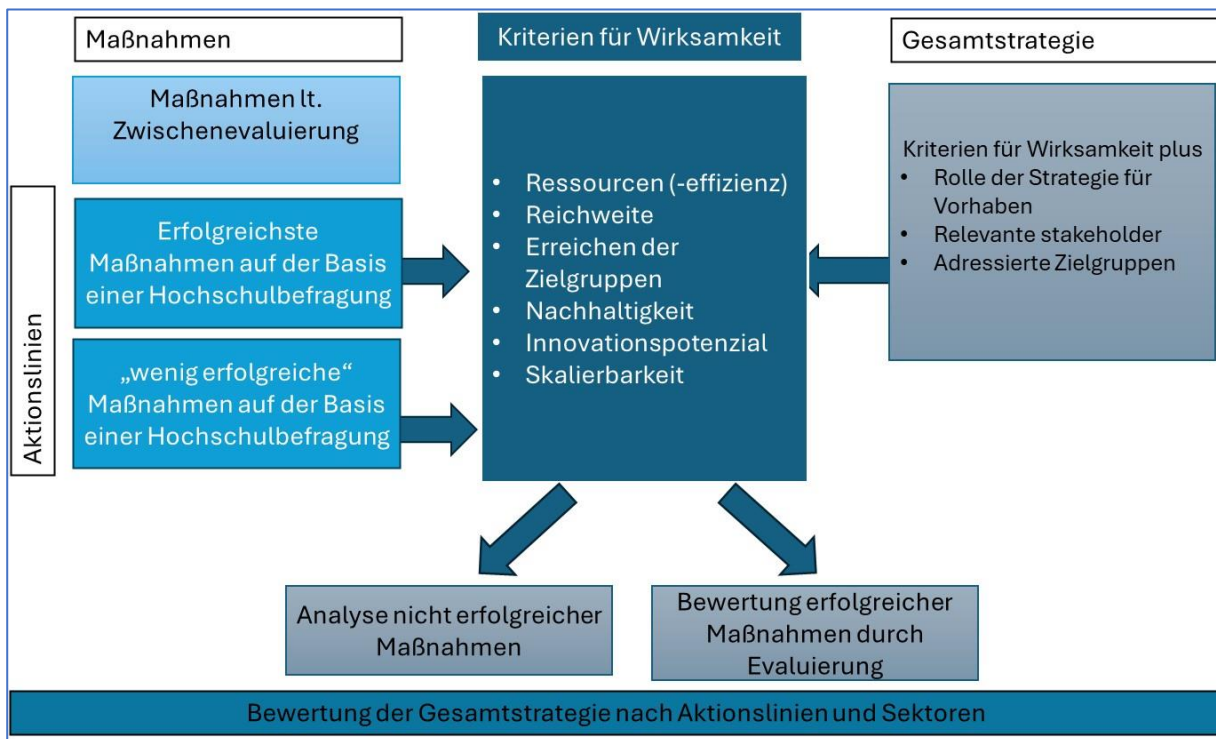 Maßnahmen
Kriterien für Wirksamkeit
Gesamtstrategie
Maßnahmen lt.
Zwischenevaluierung
Aktionslinien
Erfolgreichste
Maßnahmen auf der Basis
einer Hochschulbefragung
„wenig erfolgreiche“
Maßnahmen auf der Basis
einer Hochschulbefragung
• Ressourcen (-effizienz)
• Reichweite
• Erreichen der
Zielgruppen
• Nachhaltigkeit
• Innovationspotenzial
• Skalierbarkeit
Kriterien für Wirksamkeit plus
• Rolle der Strategie für
Vorhaben
• Relevante stakeholder
• Adressierte Zielgruppen
Analyse nicht erfolgreicher
Maßnahmen
Bewertung erfolgreicher
Maßnahmen durch
Evaluierung
Bewertung der Gesamtstrategie nach Aktionslinien und Sektoren